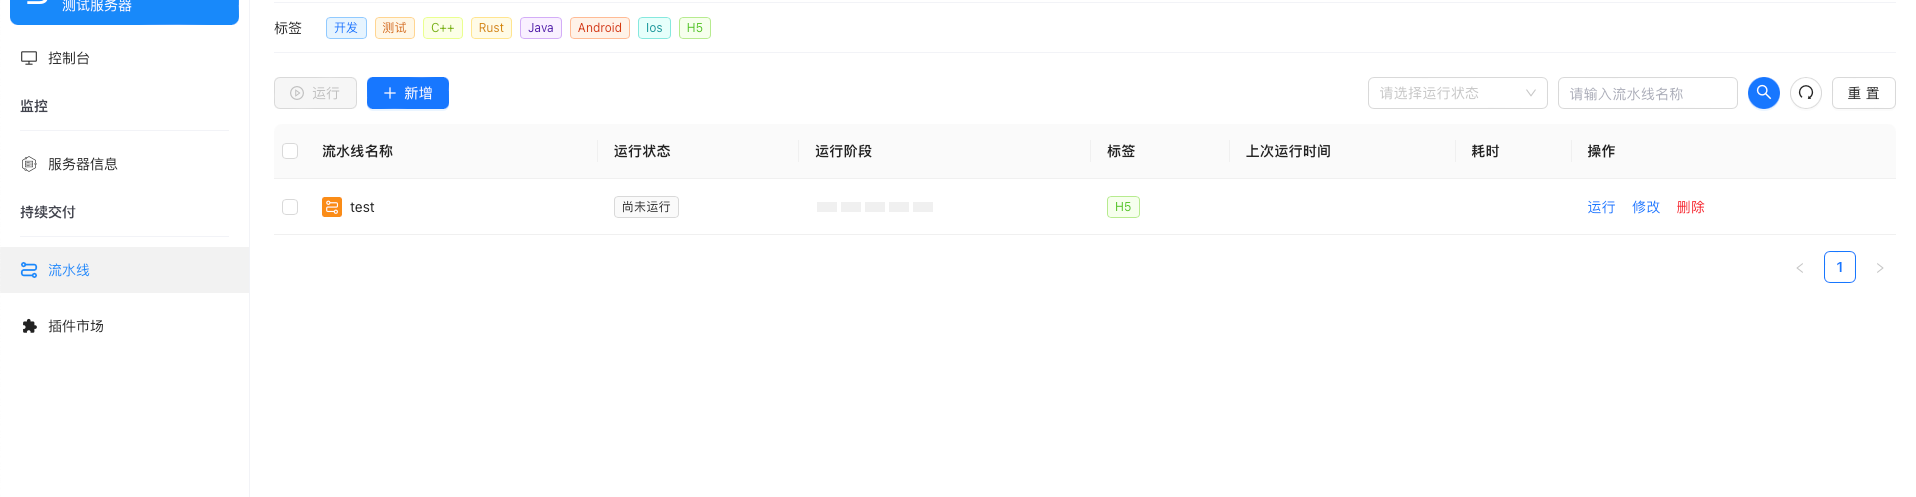 测试服务器
控制台
监控
服务器信息
持续交付
流水线
插件市场
标签 开发 测试 C++ Rust Java Android Ios H5
运行 新增 请选择运行状态 请输入流水线名称 重 置
流水线名称 运行状态 运行阶段 标签 上次运行时间 耗时 操作
test 尚未运行 H5 运行 修改 删除
1